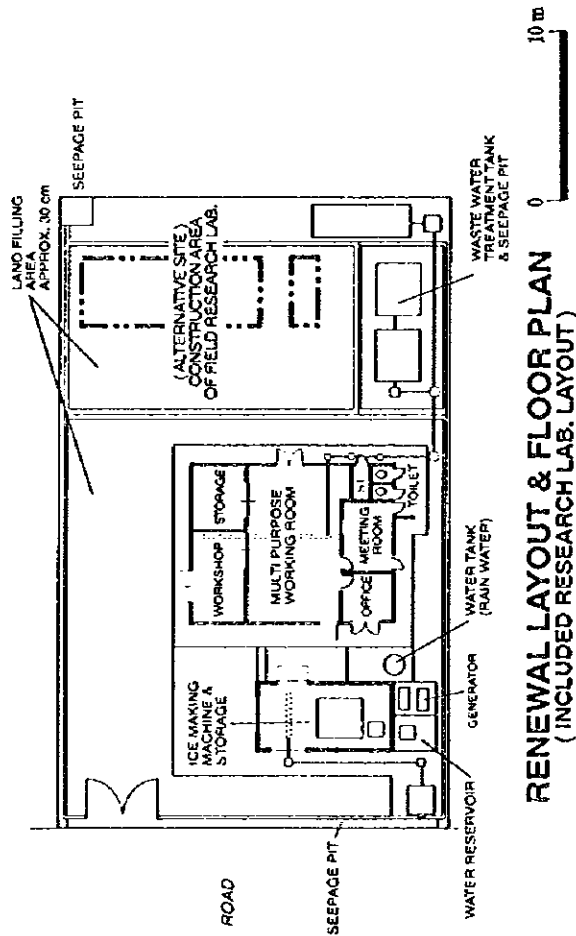 LAND FILLING
AREA
APPROX. 30 cm
SEEPAGE PIT
(ALTERNATIVE SITE)
CONSTRUCTION AREA
OF FIELD RESEARCH LAB.
STORAGE
WORKSHOP
MULTI PURPOSE
WORKING ROOM
MEETING
ROOM
OFFICE
TOILET
ICE MAKING
MACHINE &
STORAGE
ROAD
SEEPAGE PIT
WATER RESERVOIR
GENERATOR
WATER TANK
(RAIN WATER)
WASTE WATER
TREATMENT TANK
& SEEPAGE PIT
RENEWAL LAYOUT & FLOOR PLAN
( INCLUDED RESEARCH LAB. LAYOUT )
0
10 m